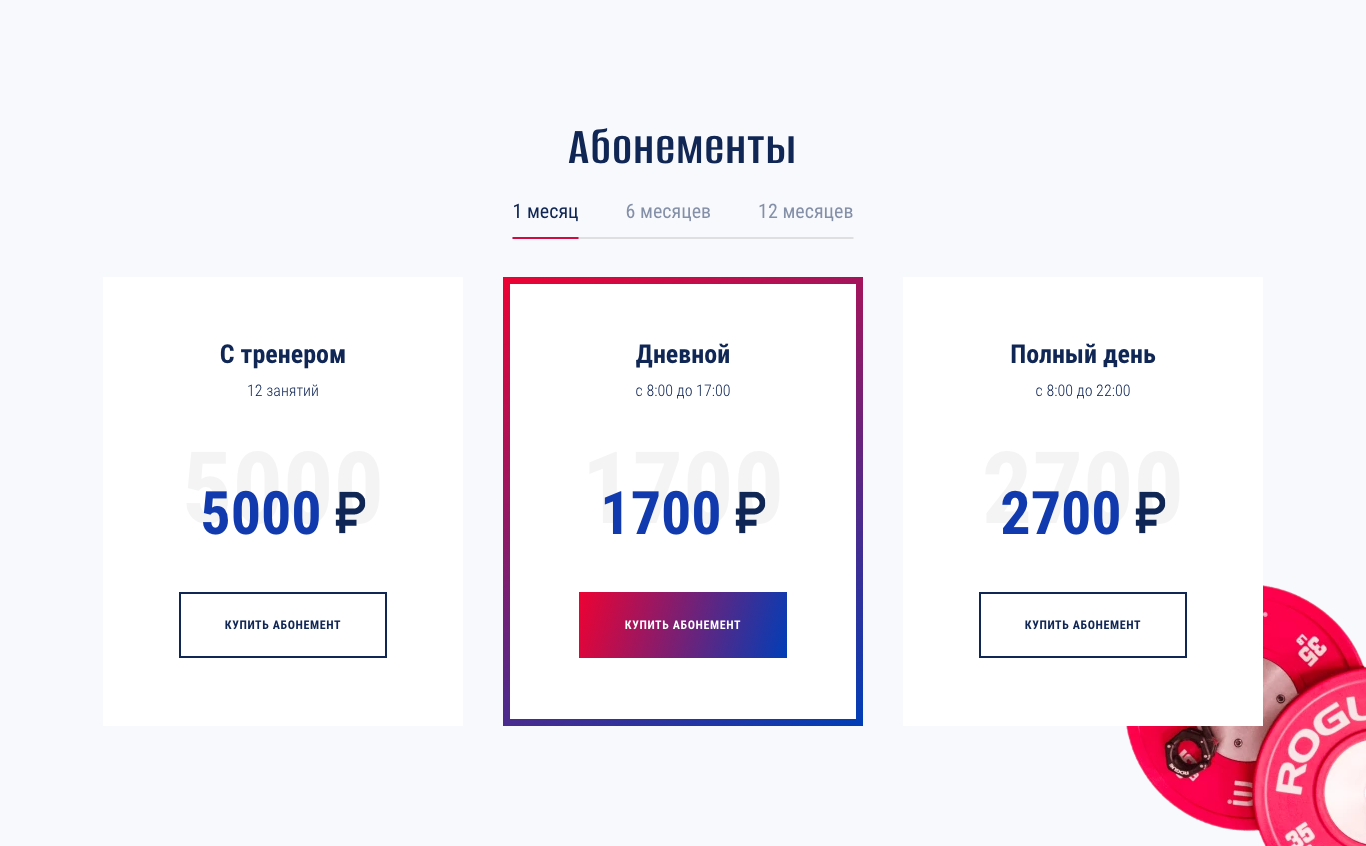 Абонементы
1 месяц 6 месяцев 12 месяцев
С тренером
12 занятий
5000
5000 ₽
КУПИТЬ АБОНЕМЕНТ
Дневной
с 8:00 до 17:00
1700
1700 ₽
КУПИТЬ АБОНЕМЕНТ
Полный день
с 8:00 до 22:00
2700
2700 ₽
КУПИТЬ АБОНЕМЕНТ
35
ROGU
35